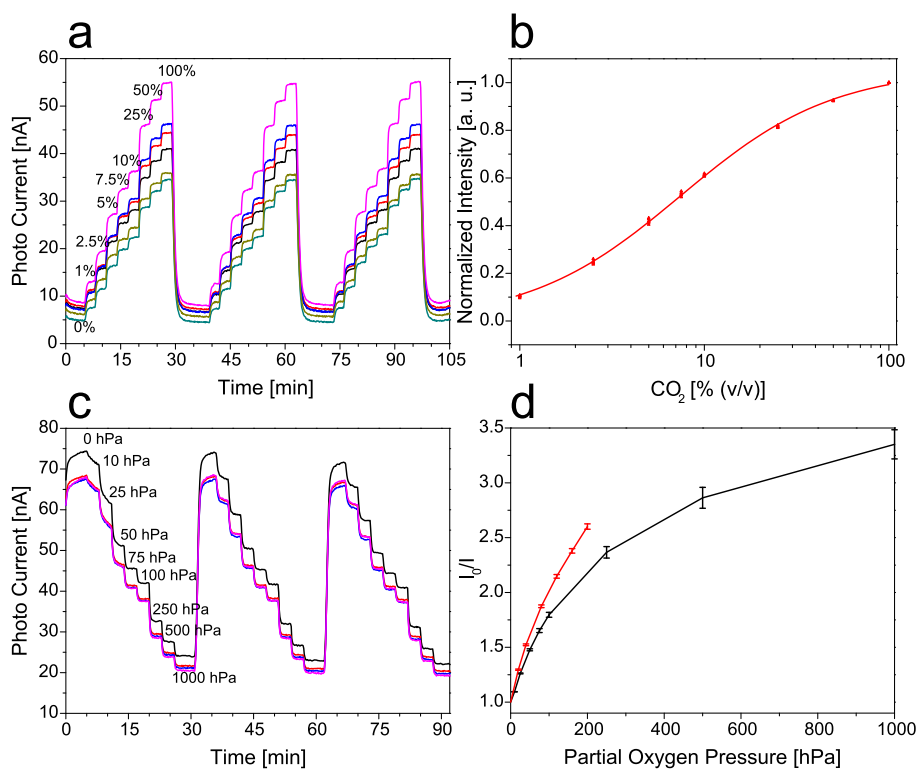 a
60
50
40
30
20
10
0
Photo Current [nA]
100%
50%
25%
10%
7.5%
5%
2.5%
1%
0%
0 15 30 45 60 75 90 105
Time [min]
b
1.0
0.8
0.6
0.4
0.2
0.0
Normalized Intensity [a. u.]
1 10 100
CO₂ [% (v/v)]
c
80
70
60
50
40
30
20
10
Photo Current [nA]
0 hPa
10 hPa
25 hPa
50 hPa
75 hPa
100 hPa
250 hPa
500 hPa
1000 hPa
0 15 30 45 60 75 90
Time [min]
d
3.5
3.0
2.5
2.0
1.5
1.0
I₀/I
0 200 400 600 800 1000
Partial Oxygen Pressure [hPa]